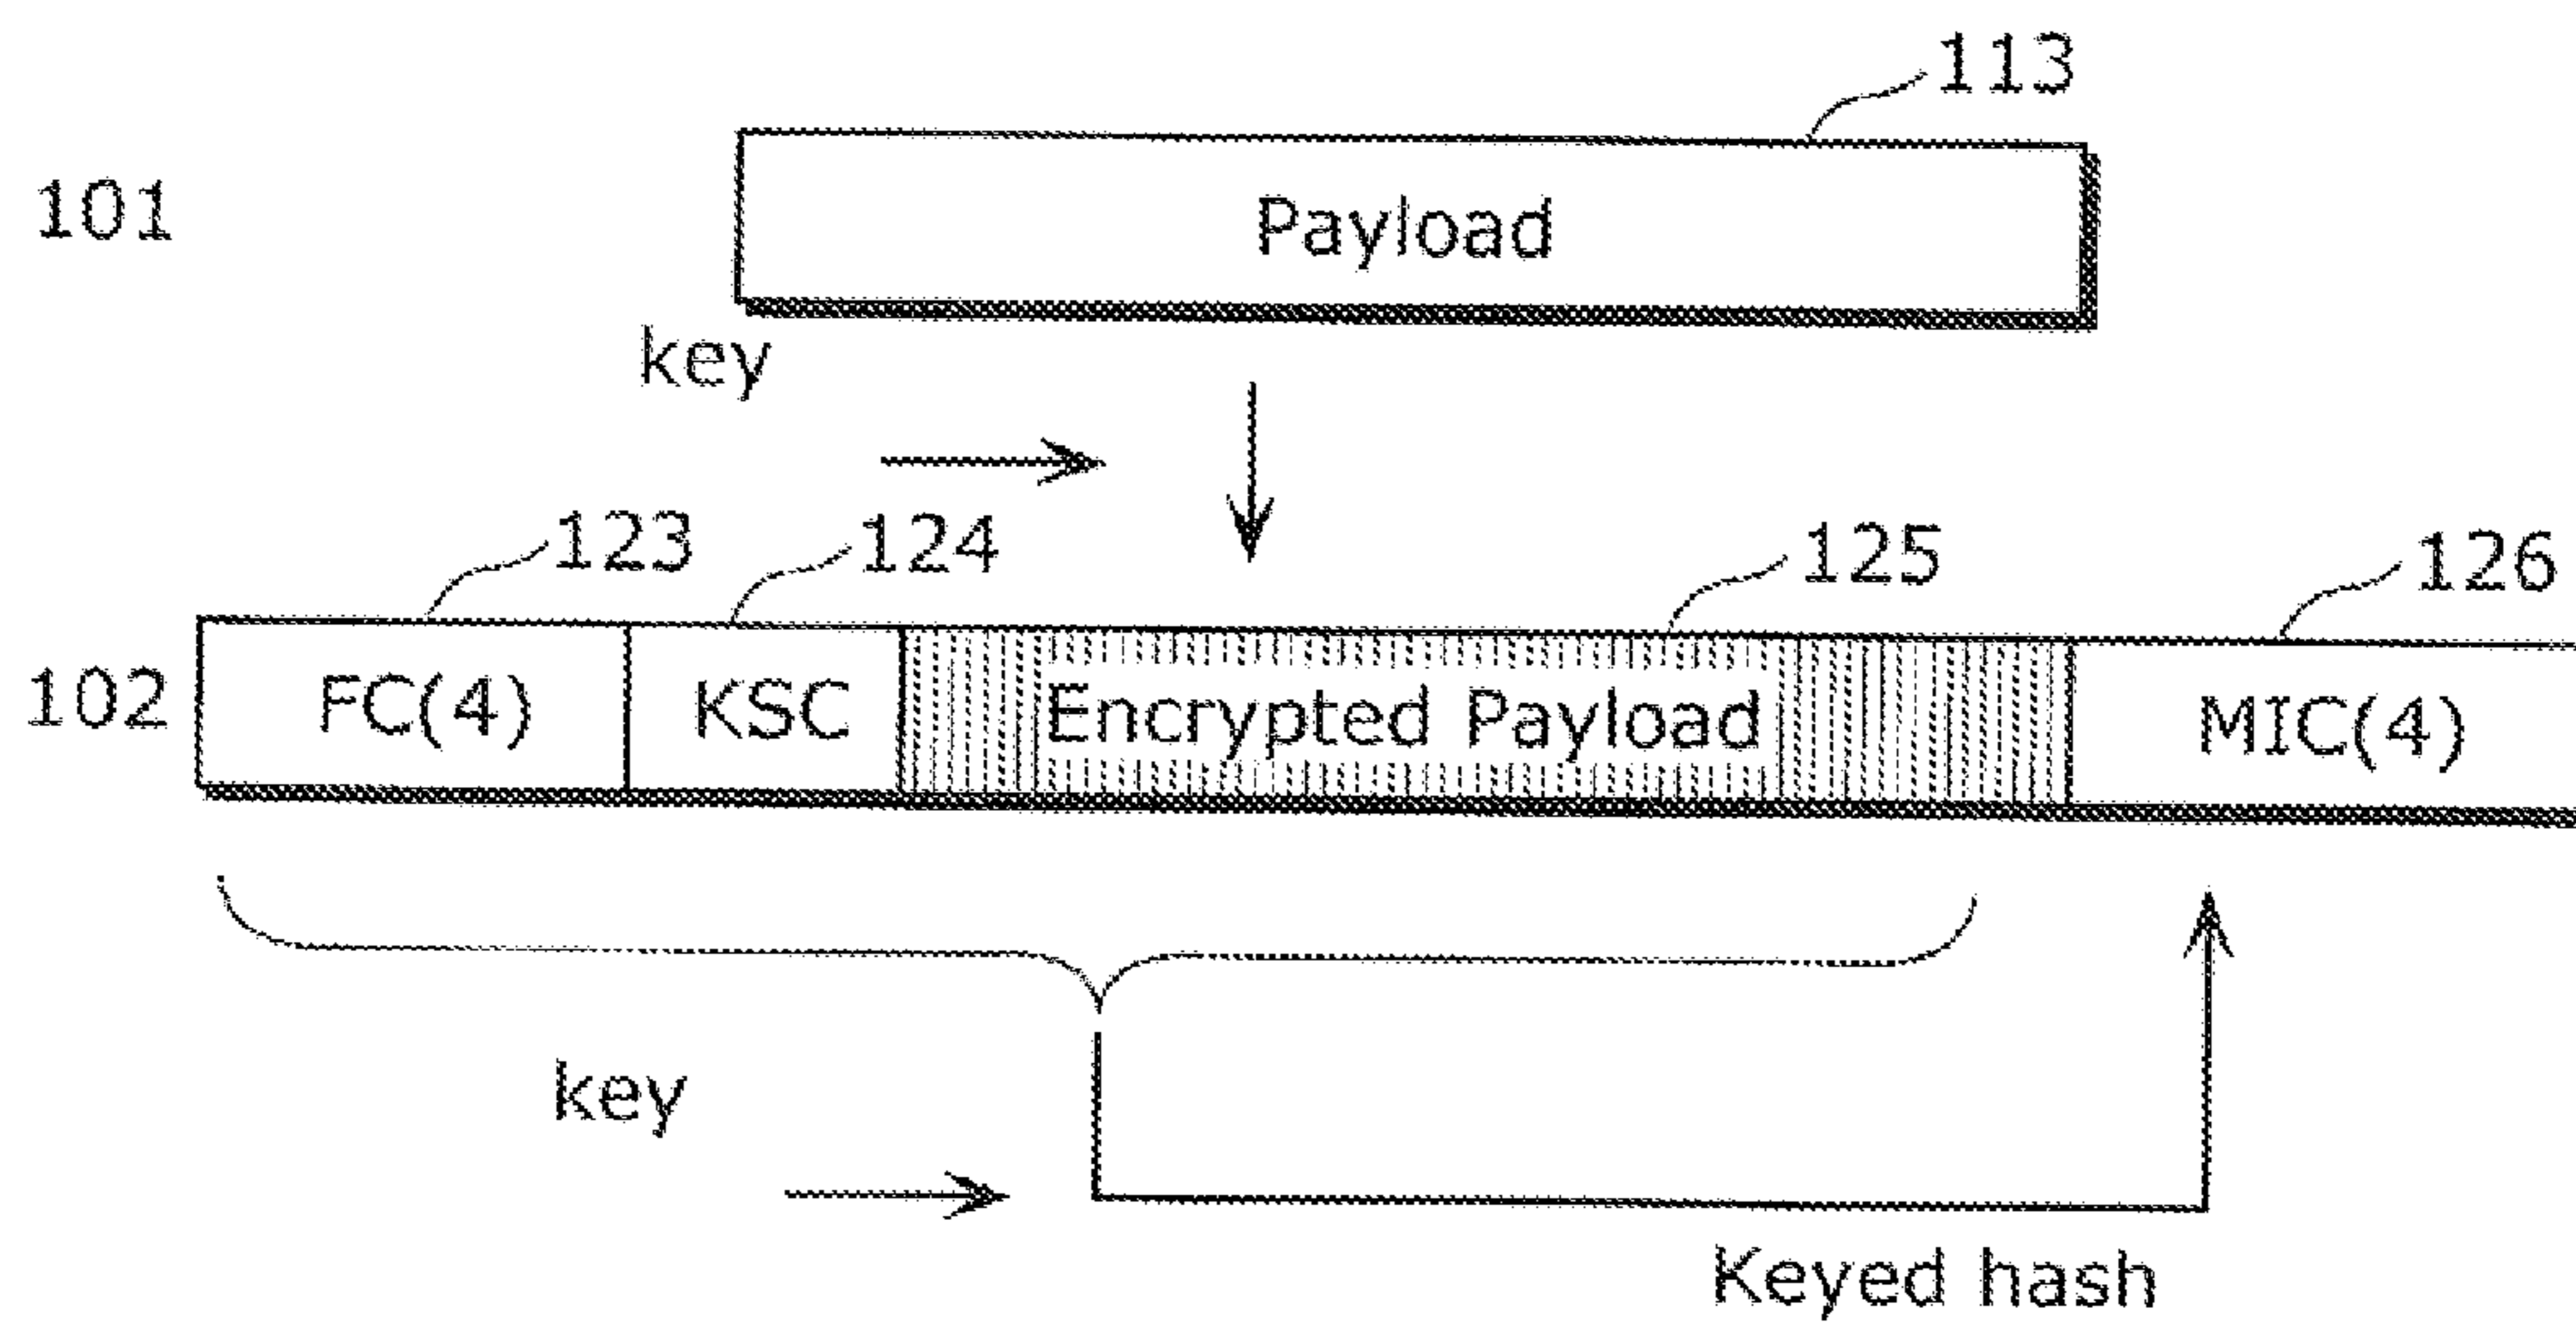 113
101 Payload
key
123 124 125 126
102 FC(4) KSC Encrypted Payload MIC(4)
key
Keyed hash